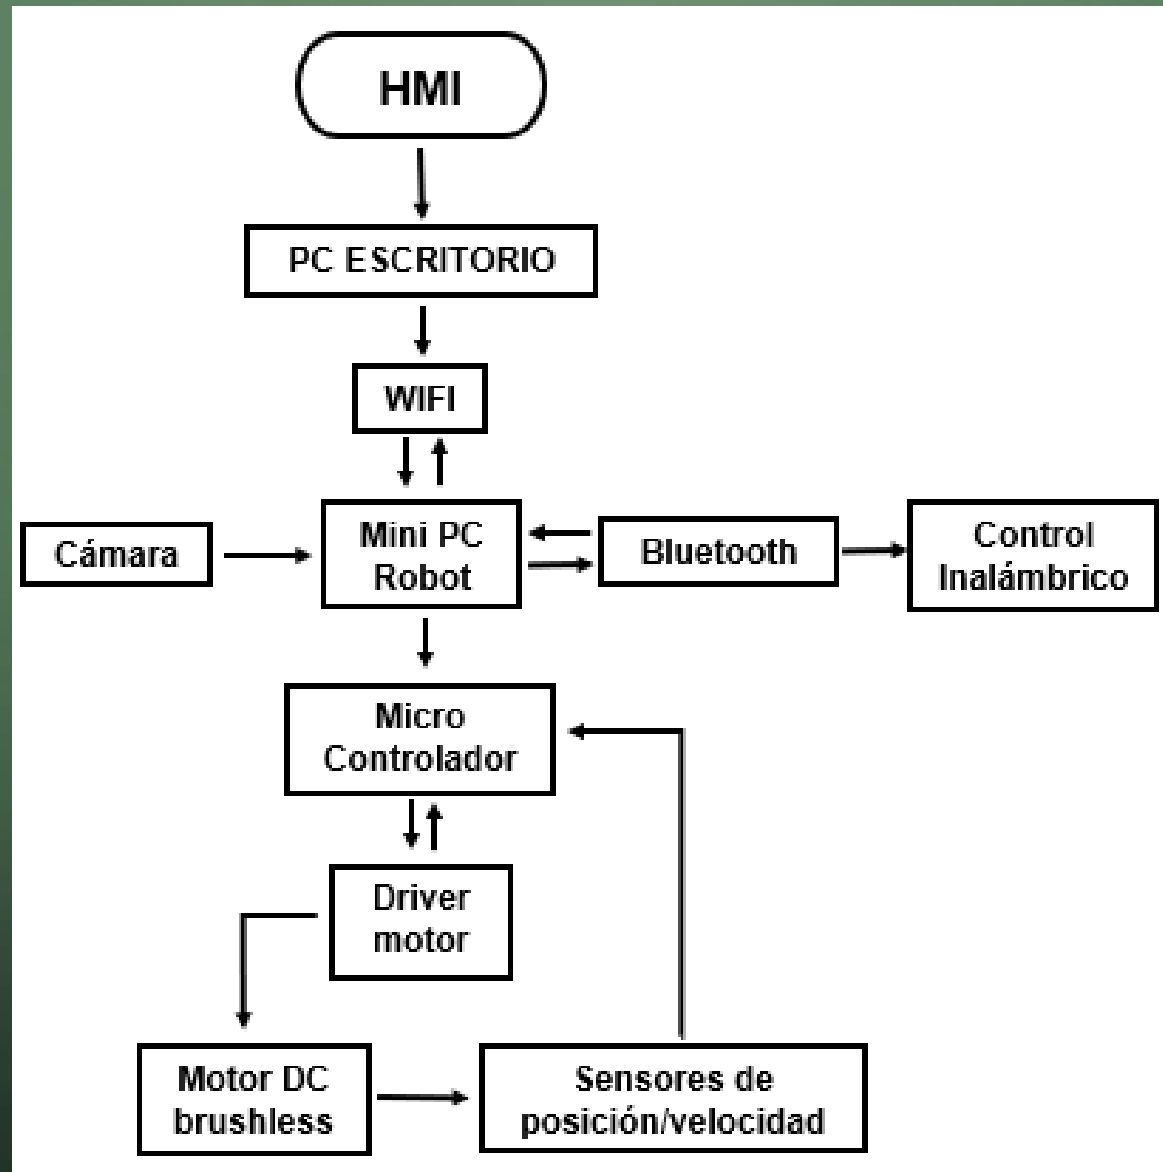 HMI
PC ESCRITORIO
WIFI
Cámara
Mini PC
Robot
Bluetooth
Control
Inalámbrico
Micro
Controlador
Driver
motor
Motor DC
brushless
Sensores de
posición/velocidad